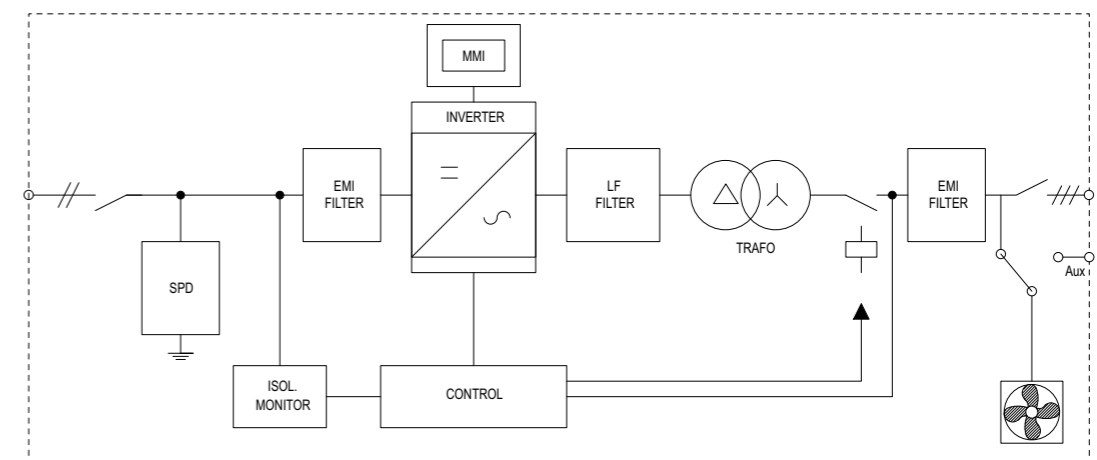 MMI
INVERTER
EMI
FILTER
LF
FILTER
EMI
FILTER
TRAFO
SPD
Aux
ISOL.
MONITOR
CONTROL